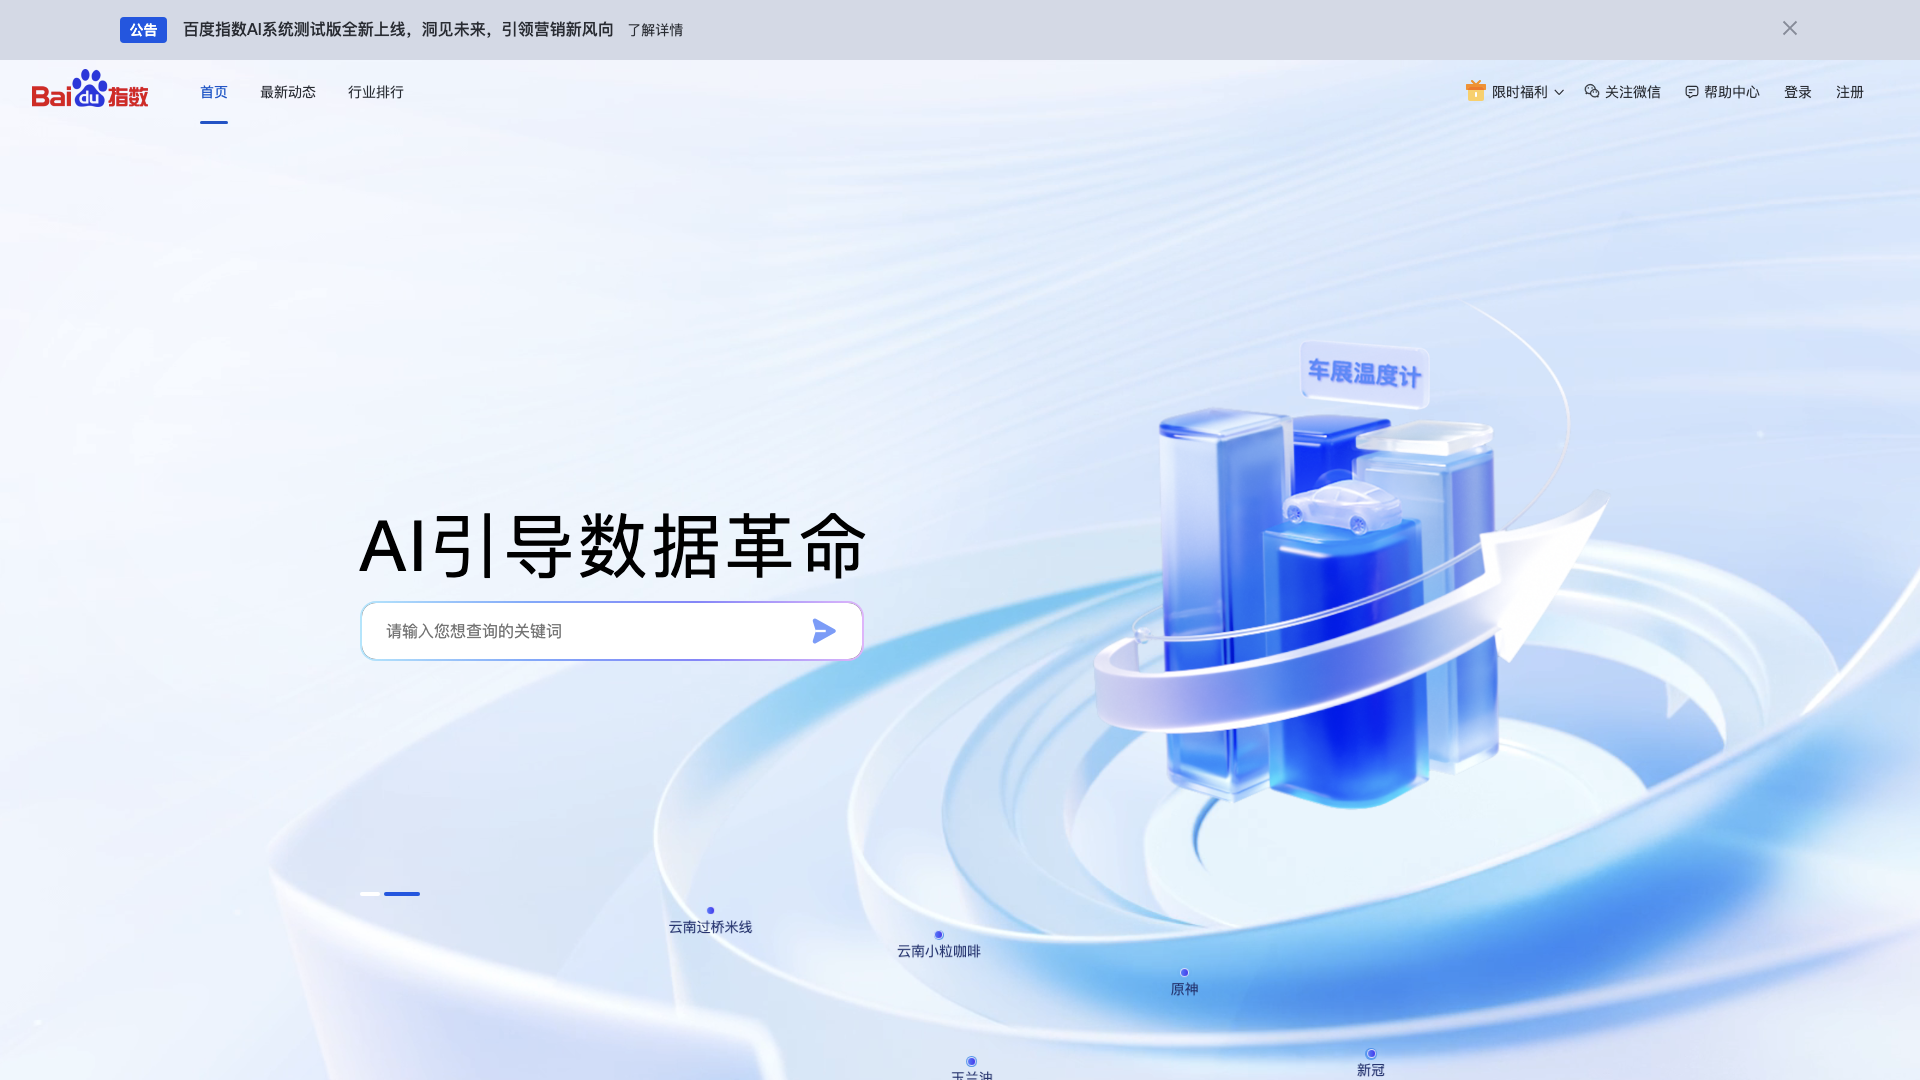 公告 百度指数AI系统测试版全新上线，洞见未来，引领营销新风向 了解详情
Bai du 指数 首页 最新动态 行业排行 限时福利 关注微信 帮助中心 登录 注册
车展温度计
AI引导数据革命
请输入您想查询的关键词
云南过桥米线
云南小粒咖啡
原神
新冠
玉兰油